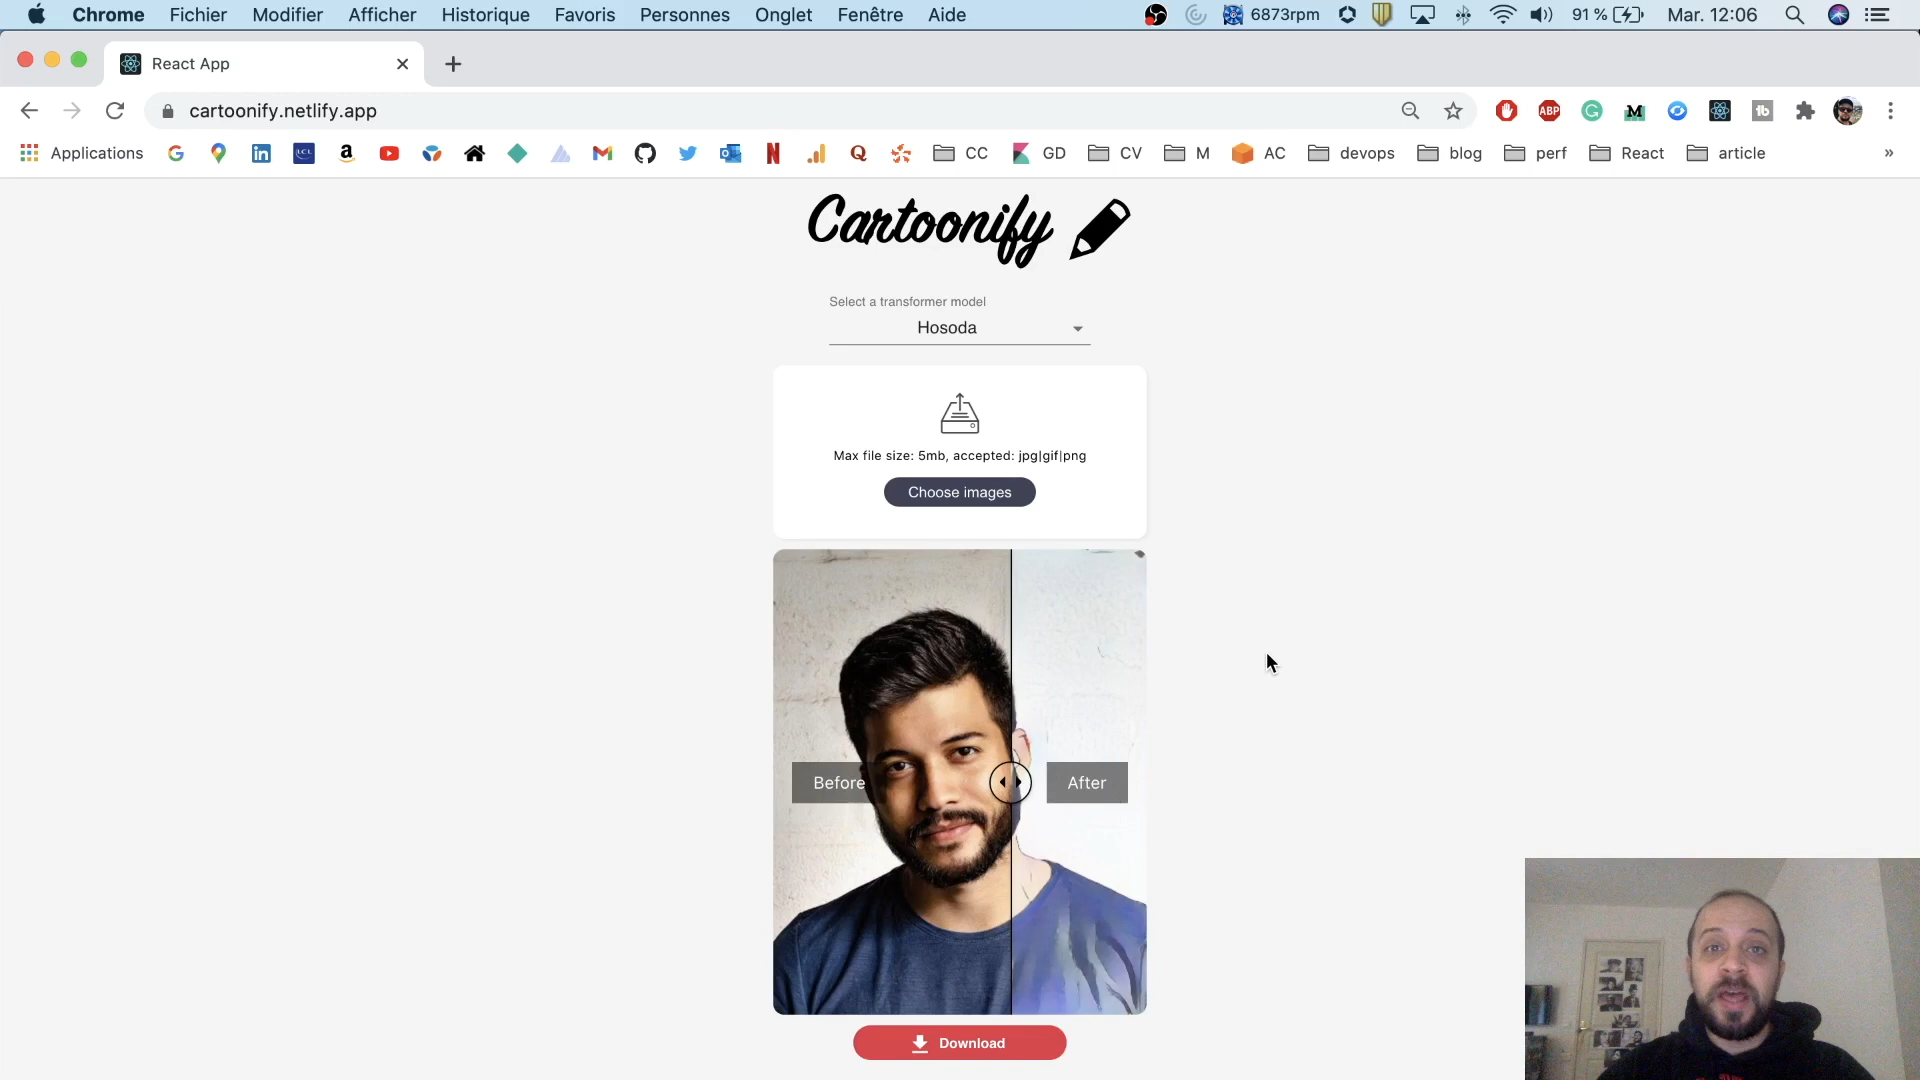 Chrome Fichier Modifier Afficher Historique Favoris Personnes Onglet Fenêtre Aide 6873rpm 91 % Mar. 12:06
React App
cartoonify.netlify.app
ABP
Applications LCL CC GD CV M AC devops blog perf React article »
Cartoonify
Select a transformer model
Hosoda
Max file size: 5mb, accepted: jpg|gif|png
Choose images
Before After
Download